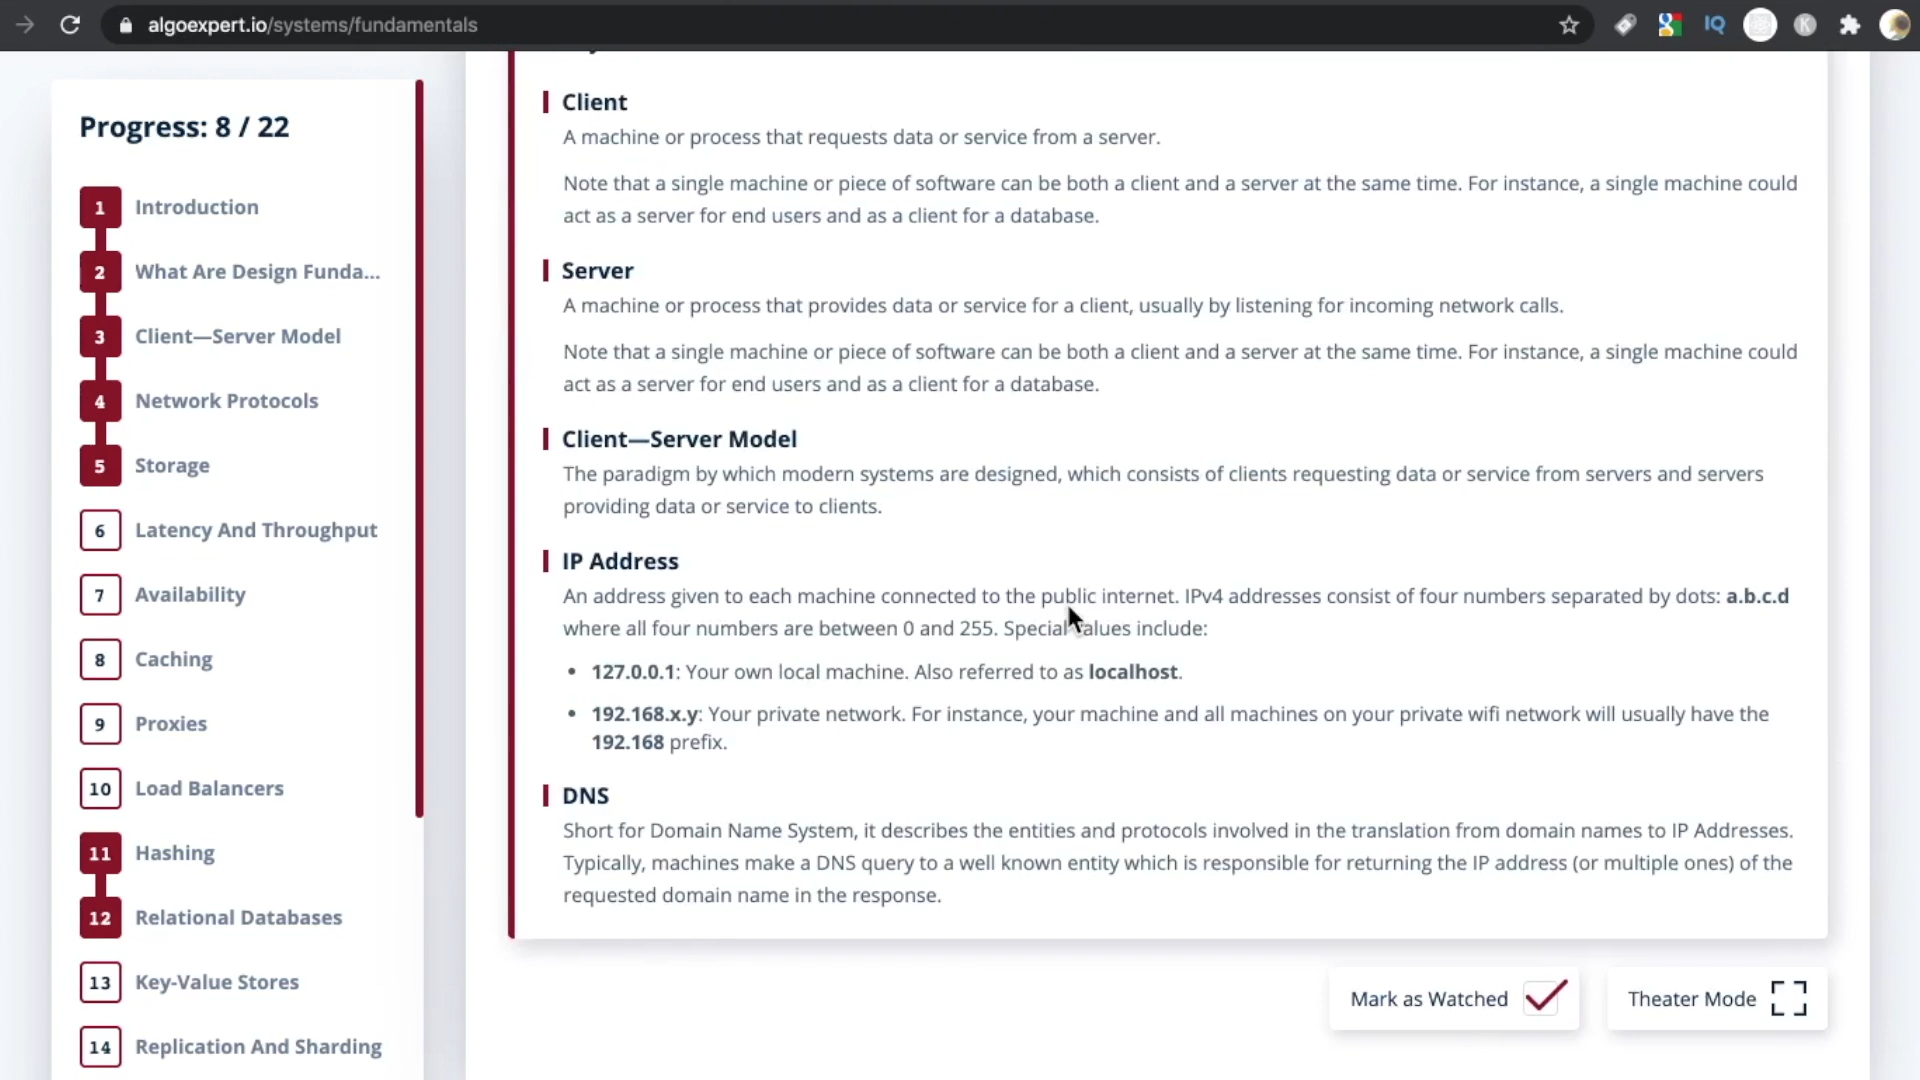 algoexpert.io/systems/fundamentals
IQ
K
Progress: 8 / 22
1 Introduction
2 What Are Design Funda...
3 Client—Server Model
4 Network Protocols
5 Storage
6 Latency And Throughput
7 Availability
8 Caching
9 Proxies
10 Load Balancers
11 Hashing
12 Relational Databases
13 Key-Value Stores
14 Replication And Sharding
Client
A machine or process that requests data or service from a server.
Note that a single machine or piece of software can be both a client and a server at the same time. For instance, a single machine could
act as a server for end users and as a client for a database.
Server
A machine or process that provides data or service for a client, usually by listening for incoming network calls.
Note that a single machine or piece of software can be both a client and a server at the same time. For instance, a single machine could
act as a server for end users and as a client for a database.
Client—Server Model
The paradigm by which modern systems are designed, which consists of clients requesting data or service from servers and servers
providing data or service to clients.
IP Address
An address given to each machine connected to the public internet. IPv4 addresses consist of four numbers separated by dots: a.b.c.d
where all four numbers are between 0 and 255. Special values include:
• 127.0.0.1: Your own local machine. Also referred to as localhost.
• 192.168.x.y: Your private network. For instance, your machine and all machines on your private wifi network will usually have the
192.168 prefix.
DNS
Short for Domain Name System, it describes the entities and protocols involved in the translation from domain names to IP Addresses.
Typically, machines make a DNS query to a well known entity which is responsible for returning the IP address (or multiple ones) of the
requested domain name in the response.
Mark as Watched
Theater Mode